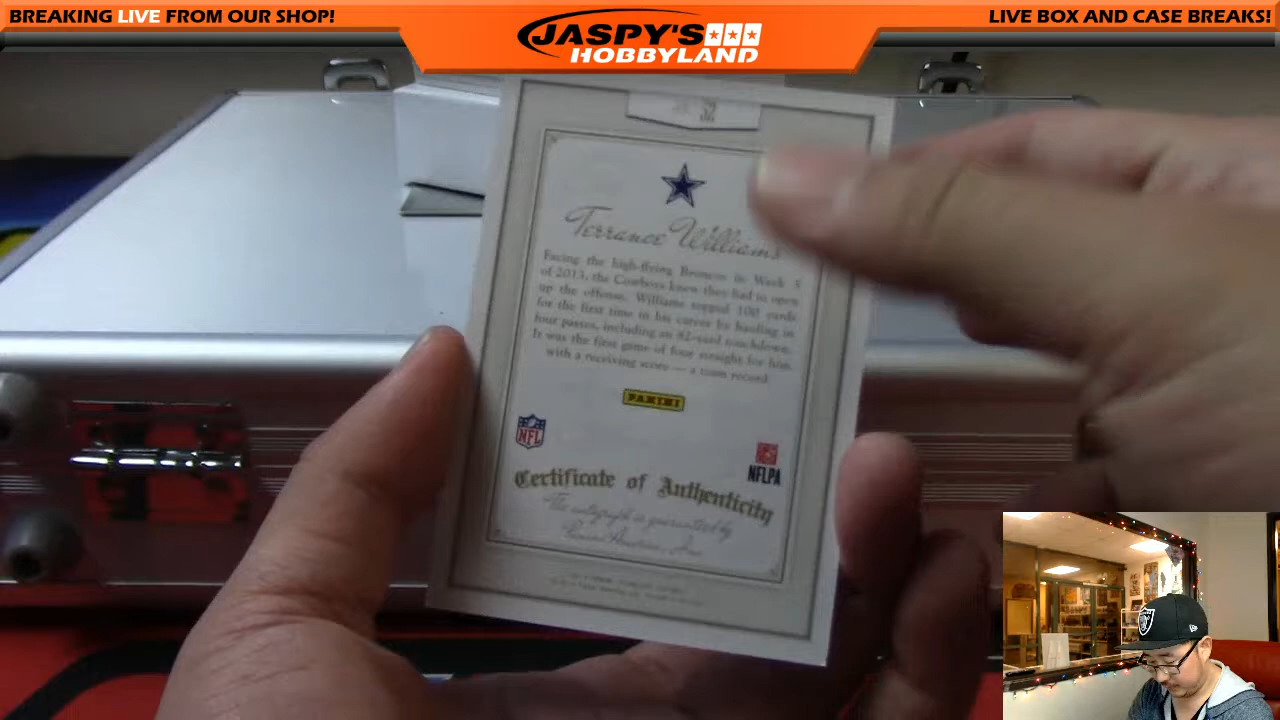 BREAKING LIVE FROM OUR SHOP!
JASPY'S
HOBBYLAND
LIVE BOX AND CASE BREAKS!
Terrance Williams
Facing the high-flying Broncos in Week 5
of 2013, the Cowboys knew they had to open
up the offense. Williams topped 100 yards
for the first time in his career by hauling in
four passes, including an 82-yard touchdown.
It was the first game of four straight for him
with a receiving score — a team record
PANINI
NFL
NFLPA
Certificate of Authenticity
The autograph is guaranteed by
Panini America, Inc.